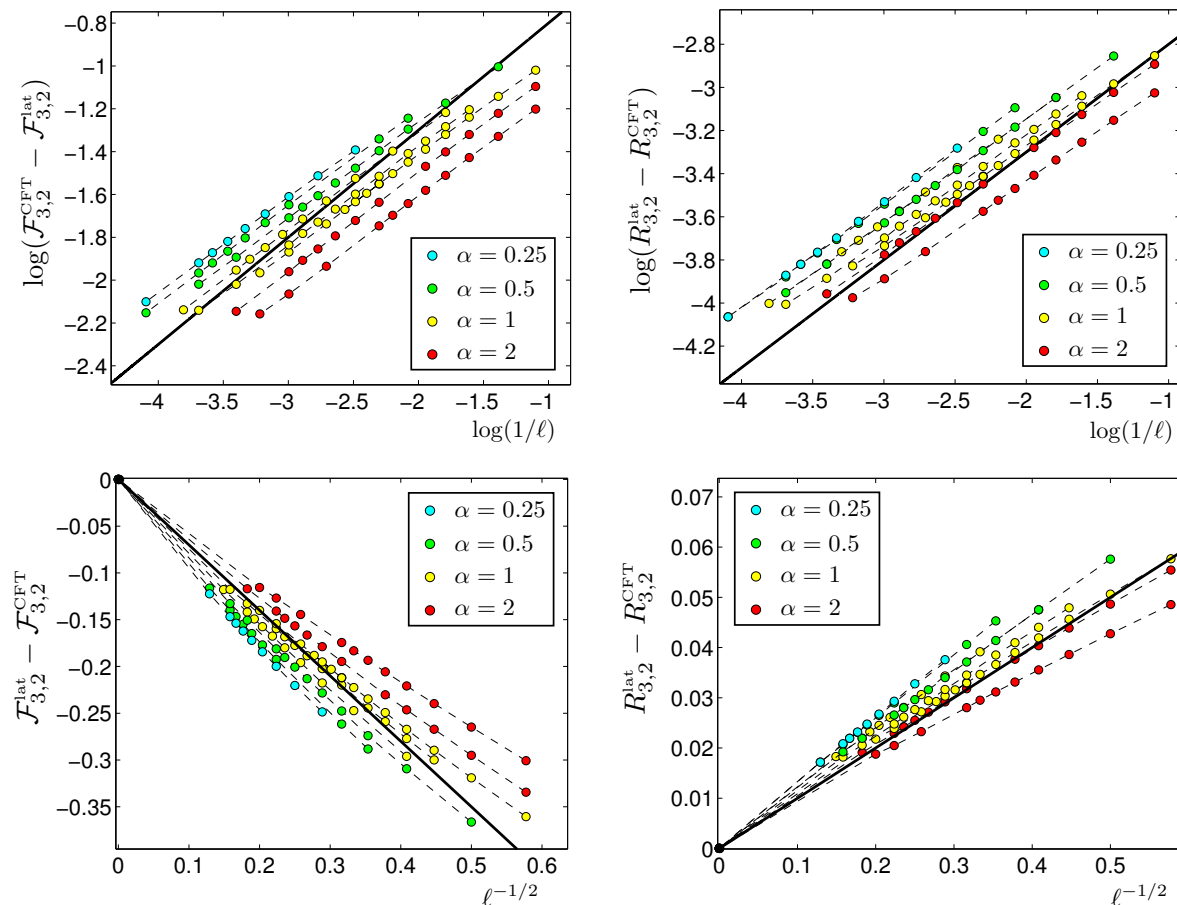 −0.8
−1
−1.2
−1.4
−1.6
−1.8
−2
−2.2
−2.4
log(𝓕^CFT_3,2 − 𝓕^lat_3,2)
α = 0.25
α = 0.5
α = 1
α = 2
−4 −3.5 −3 −2.5 −2 −1.5 −1
log(1/ℓ)
−2.8
−3
−3.2
−3.4
−3.6
−3.8
−4
−4.2
log(R^lat_3,2 − R^CFT_3,2)
α = 0.25
α = 0.5
α = 1
α = 2
−4 −3.5 −3 −2.5 −2 −1.5 −1
log(1/ℓ)
0
−0.05
−0.1
−0.15
−0.2
−0.25
−0.3
−0.35
𝓕^lat_3,2 − 𝓕^CFT_3,2
α = 0.25
α = 0.5
α = 1
α = 2
0 0.1 0.2 0.3 0.4 0.5 0.6
ℓ^−1/2
0.07
0.06
0.05
0.04
0.03
0.02
0.01
0
R^lat_3,2 − R^CFT_3,2
α = 0.25
α = 0.5
α = 1
α = 2
0 0.1 0.2 0.3 0.4 0.5
ℓ^−1/2